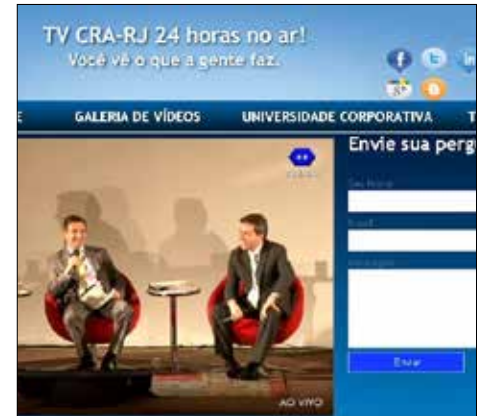 TV CRA-RJ 24 horas no ar!
Você vê o que a gente faz.
E GALERIA DE VÍDEOS UNIVERSIDADE CORPORATIVA T
Envie sua perg
Enviar
AO VIVO